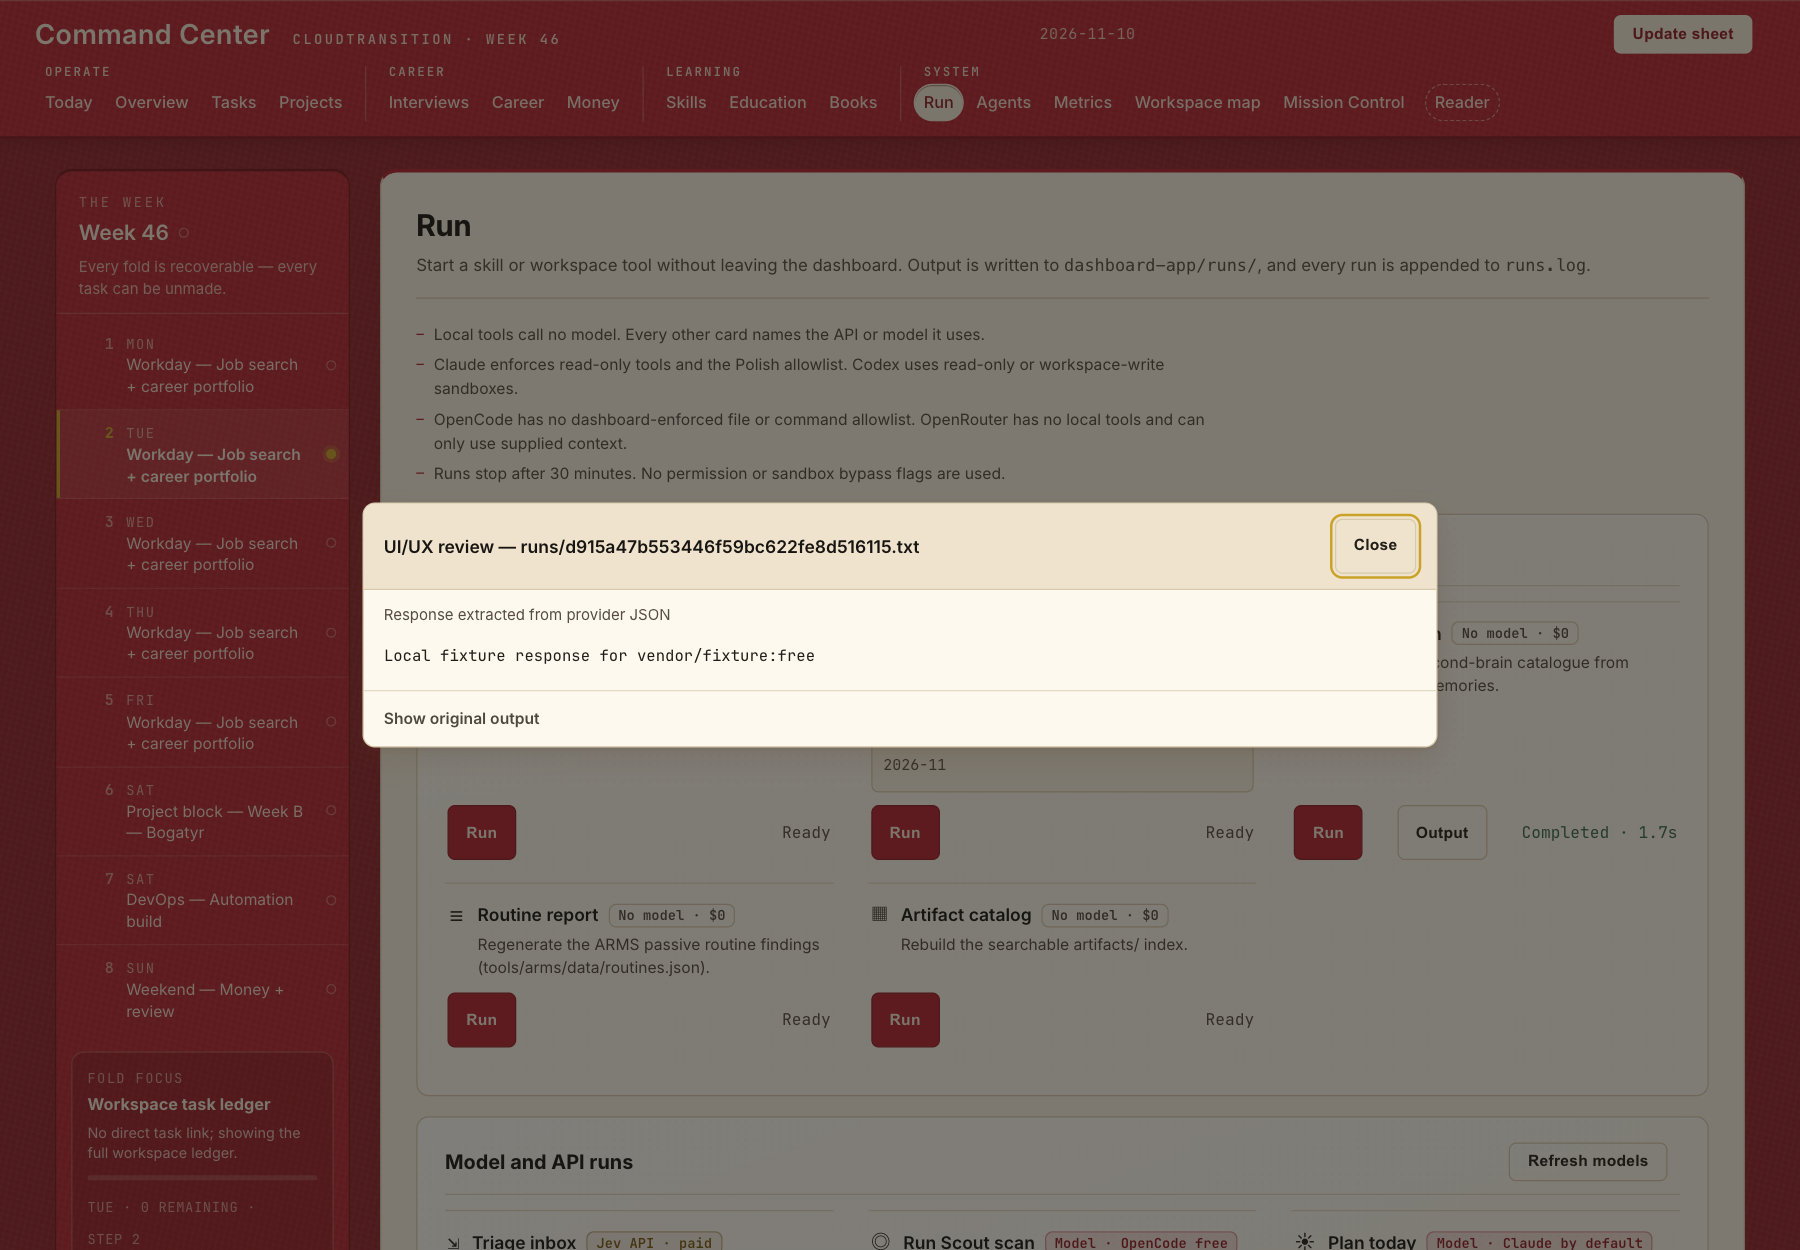 Command Center
CLOUDTRANSITION · WEEK 46
2026-11-10
Update sheet
OPERATE
Today Overview Tasks Projects
CAREER
Interviews Career Money
LEARNING
Skills Education Books
SYSTEM
Run Agents Metrics Workspace map Mission Control Reader
THE WEEK
Week 46
Every fold is recoverable — every
task can be unmade.
1 MON
Workday — Job search
+ career portfolio
2 TUE
Workday — Job search
+ career portfolio
3 WED
Workday — Job search
+ career portfolio
4 THU
Workday — Job search
+ career portfolio
5 FRI
Workday — Job search
+ career portfolio
6 SAT
Project block — Week B
— Bogatyr
7 SAT
DevOps — Automation
build
8 SUN
Weekend — Money +
review
FOLD FOCUS
Workspace task ledger
No direct task link; showing the
full workspace ledger.
TUE · 0 REMAINING ·
STEP 2
Run
Start a skill or workspace tool without leaving the dashboard. Output is written to dashboard-app/runs/, and every run is appended to runs.log.
– Local tools call no model. Every other card names the API or model it uses.
– Claude enforces read-only tools and the Polish allowlist. Codex uses read-only or workspace-write
sandboxes.
– OpenCode has no dashboard-enforced file or command allowlist. OpenRouter has no local tools and can
only use supplied context.
– Runs stop after 30 minutes. No permission or sandbox bypass flags are used.
UI/UX review — runs/d915a47b553446f59bc622fe8d516115.txt
Close
Response extracted from provider JSON
Local fixture response for vendor/fixture:free
Show original output
No model · $0
catalogue from
2026-11
Run Ready
Run Ready
Run Output Completed · 1.7s
Routine report No model · $0
Regenerate the ARMS passive routine findings
(tools/arms/data/routines.json).
Run Ready
Artifact catalog No model · $0
Rebuild the searchable artifacts/ index.
Run Ready
Model and API runs
Refresh models
Triage inbox Jev API · paid
Run Scout scan Model · OpenCode free
Plan today Model · Claude by default